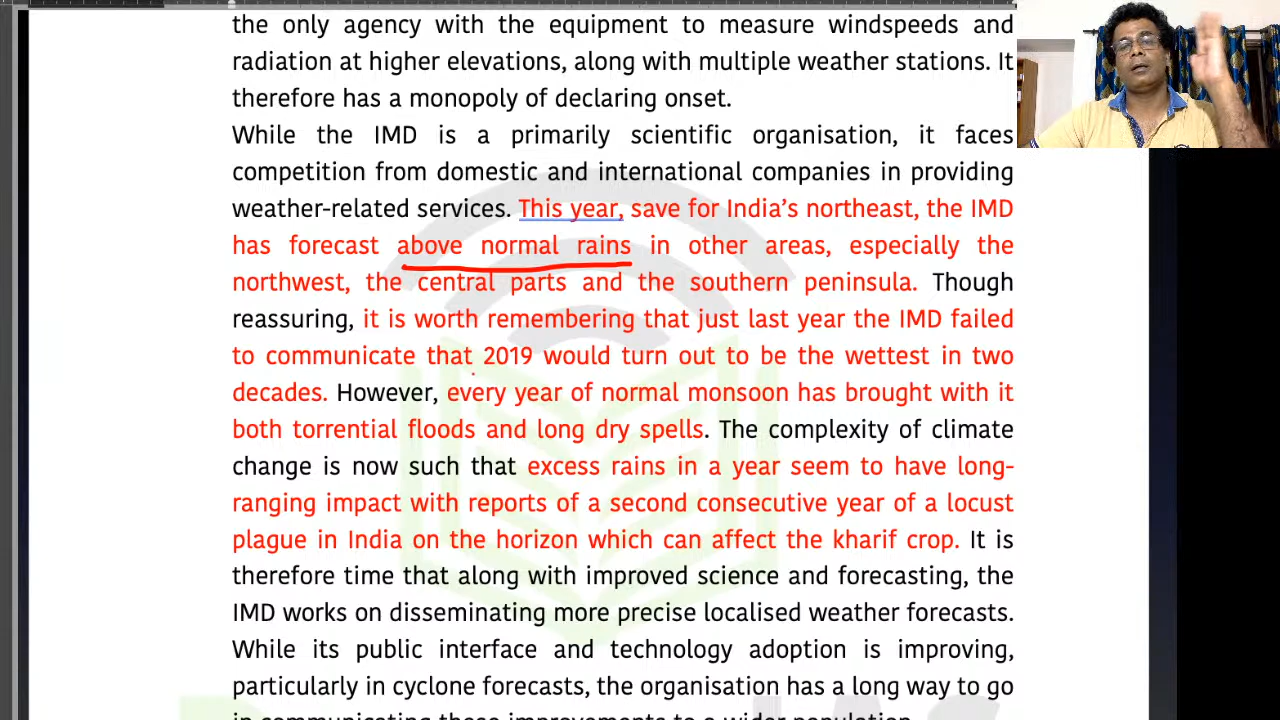 the only agency with the equipment to measure windspeeds and
radiation at higher elevations, along with multiple weather stations. It
therefore has a monopoly of declaring onset.
While the IMD is a primarily scientific organisation, it faces
competition from domestic and international companies in providing
weather-related services. This year, save for India's northeast, the IMD
has forecast above normal rains in other areas, especially the
northwest, the central parts and the southern peninsula. Though
reassuring, it is worth remembering that just last year the IMD failed
to communicate that 2019 would turn out to be the wettest in two
decades. However, every year of normal monsoon has brought with it
both torrential floods and long dry spells. The complexity of climate
change is now such that excess rains in a year seem to have long-
ranging impact with reports of a second consecutive year of a locust
plague in India on the horizon which can affect the kharif crop. It is
therefore time that along with improved science and forecasting, the
IMD works on disseminating more precise localised weather forecasts.
While its public interface and technology adoption is improving,
particularly in cyclone forecasts, the organisation has a long way to go
in communicating these improvements to a wider population.